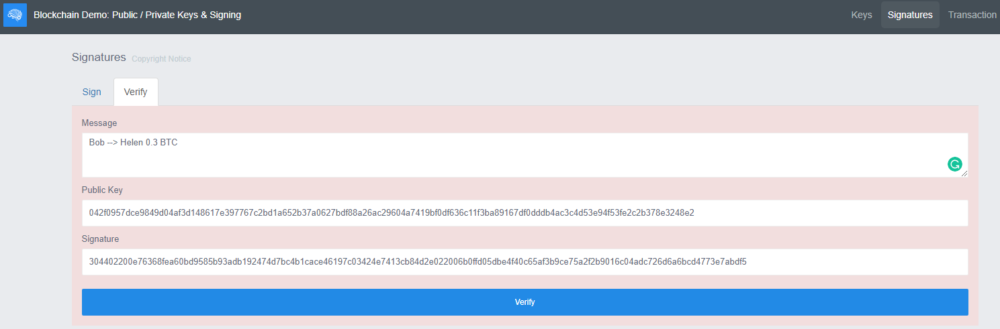 Blockchain Demo: Public / Private Keys & Signing
Keys Signatures Transaction
Signatures Copyright Notice
Sign Verify
Message
Bob --> Helen 0.3 BTC
Public Key
042f0957dce9849d04af3d148617e397767c2bd1a652b37a0627bdf88a26ac29604a7419bf0df636c11f3ba89167df0dddb4ac3c4d53e94f53fe2c2b378e3248e2
Signature
304402200e76368fea60bd9585b93adb192474d7bc4b1cace46197c03424e7413cb84d2e022006b0ffd05dbe4f40c65af3b9ce75a2f2b9016c04adc726d6a6bcd4773e7abdf5
Verify